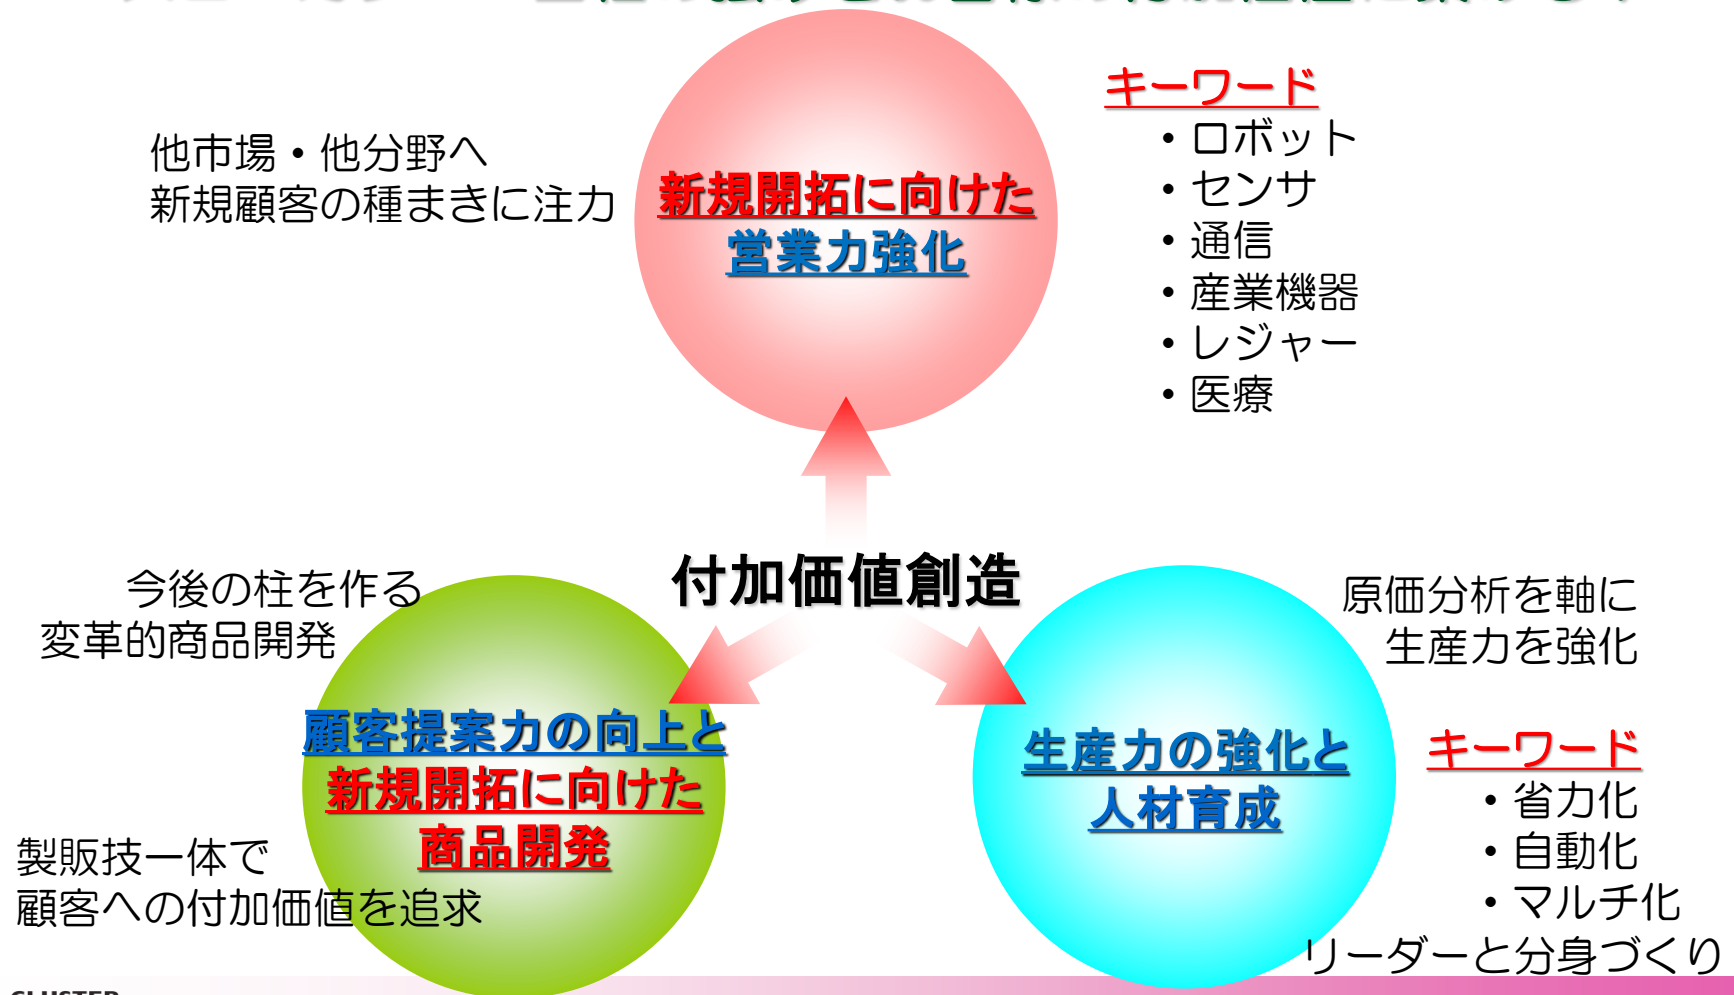 他市場・他分野へ
新規顧客の種まきに注力
新規開拓に向けた
営業力強化
キーワード
・ロボット
・センサ
・通信
・産業機器
・レジャー
・医療
付加価値創造
今後の柱を作る
変革的商品開発
顧客提案力の向上と
新規開拓に向けた
商品開発
製販技一体で
顧客への付加価値を追求
原価分析を軸に
生産力を強化
生産力の強化と
人材育成
キーワード
・省力化
・自動化
・マルチ化
リーダーと分身づくり
CLUSTER